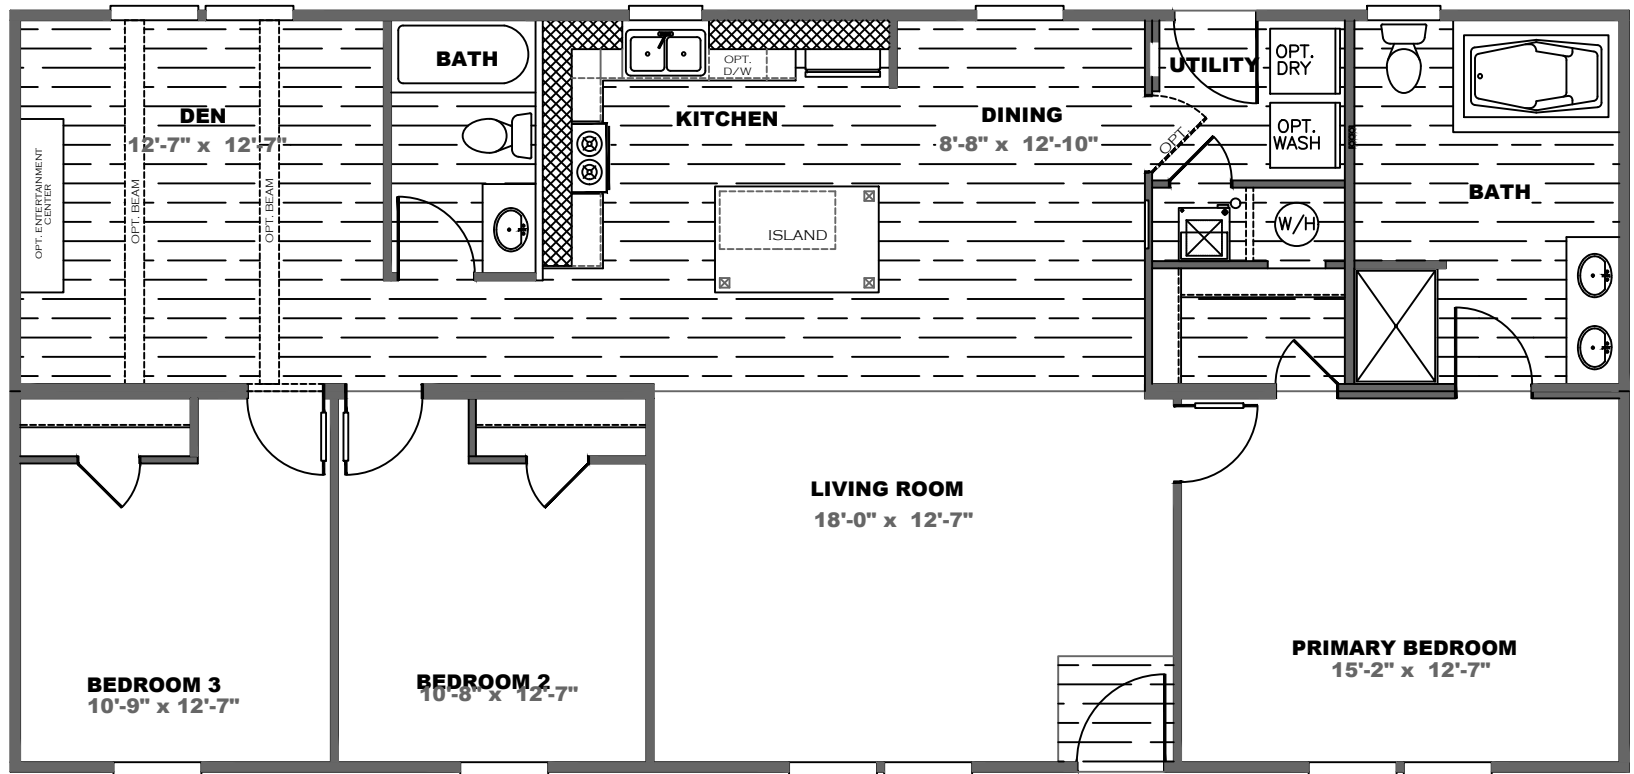 BATH
OPT.
D/W
UTILITY
OPT.
DRY
DEN
12'-7" x 12'-7"
KITCHEN
DINING
8'-8" x 12'-10"
OPT.
OPT.
WASH
OPT. ENTERTAINMENT
CENTER
OPT. BEAM
OPT. BEAM
BATH
ISLAND
W/H
LIVING ROOM
18'-0" x 12'-7"
PRIMARY BEDROOM
15'-2" x 12'-7"
BEDROOM 3
10'-9" x 12'-7"
BEDROOM 2
10'-8" x 12'-7"